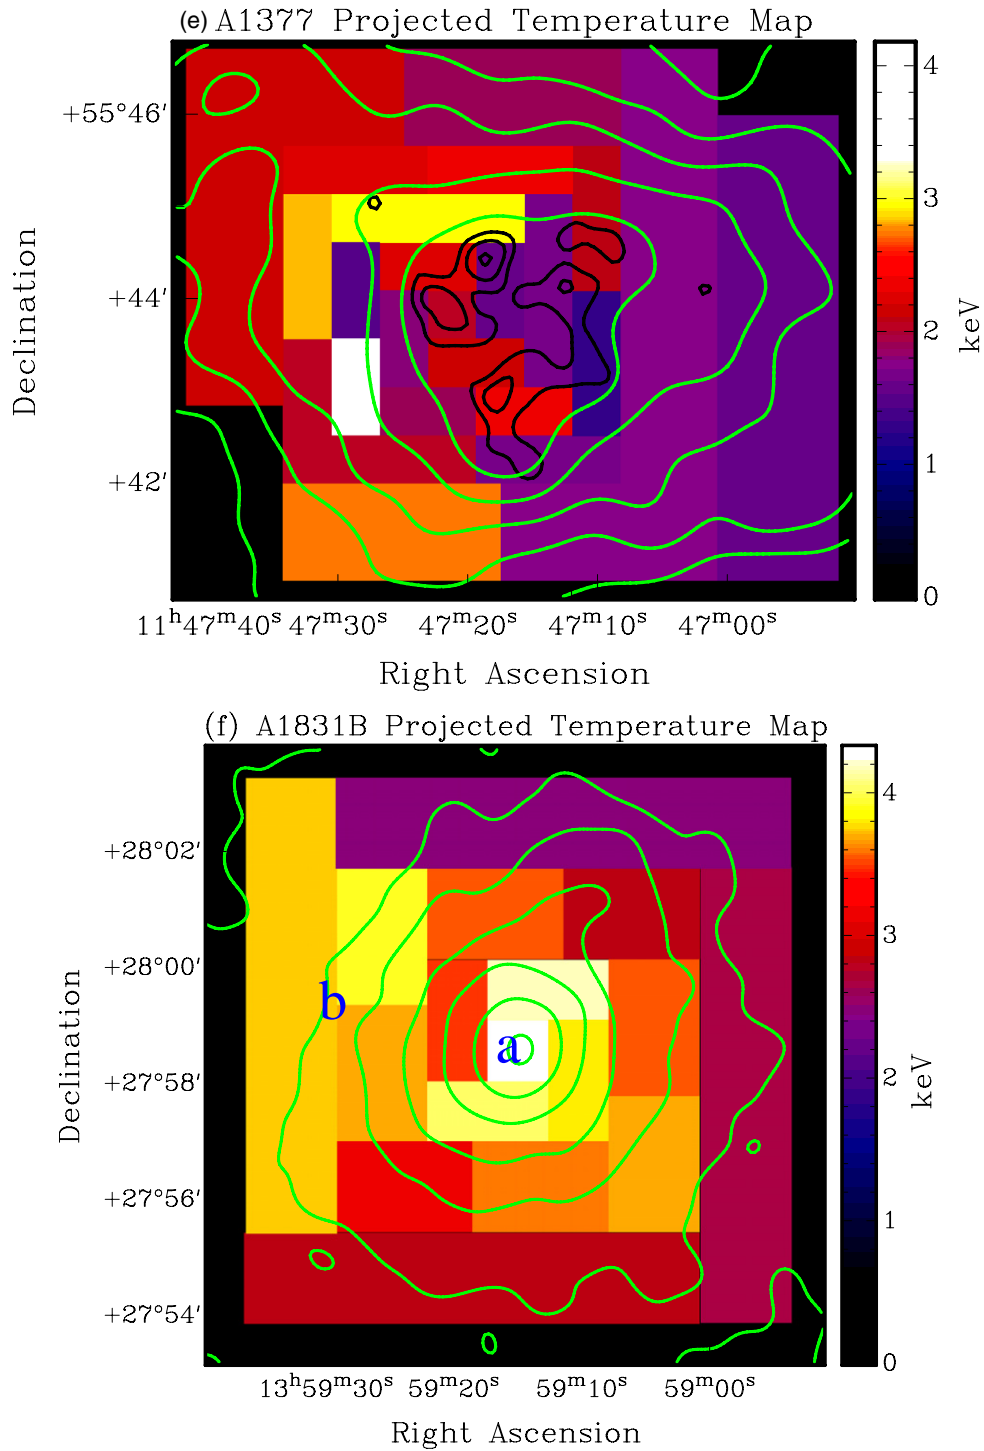 (e) A1377 Projected Temperature Map
+55°46′
+44′
+42′
Declination
4
3
2
1
0
keV
11ʰ47ᵐ40ˢ 47ᵐ30ˢ 47ᵐ20ˢ 47ᵐ10ˢ 47ᵐ00ˢ
Right Ascension
(f) A1831B Projected Temperature Map
+28°02′
+28°00′
+27°58′
+27°56′
+27°54′
Declination
b
a
4
3
2
1
0
keV
13ʰ59ᵐ30ˢ 59ᵐ20ˢ 59ᵐ10ˢ 59ᵐ00ˢ
Right Ascension